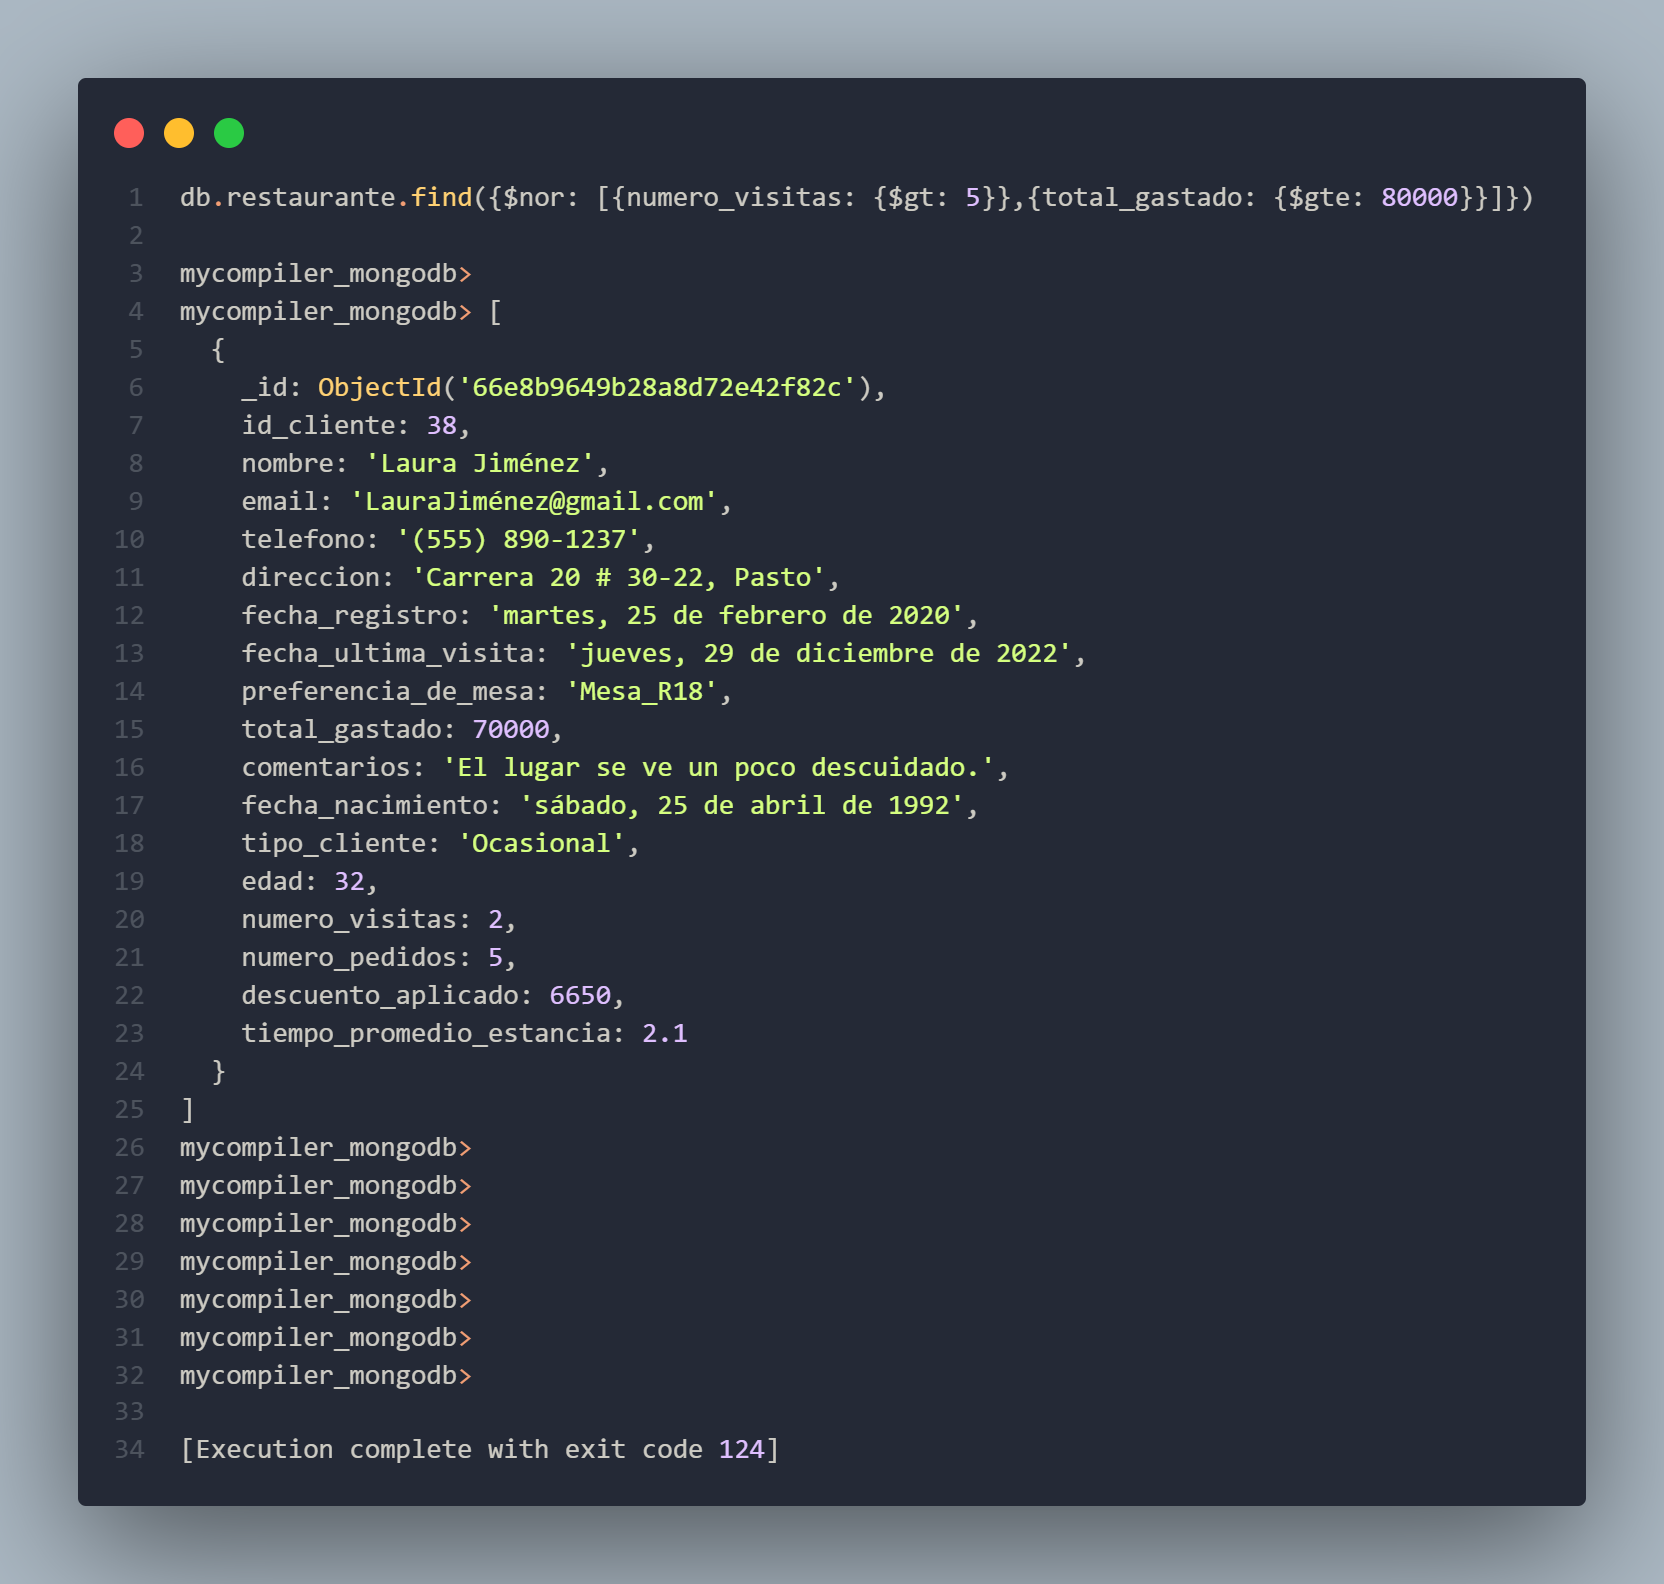 1 db.restaurante.find({$nor: [{numero_visitas: {$gt: 5}},{total_gastado: {$gte: 80000}}]})
2
3 mycompiler_mongodb>
4 mycompiler_mongodb> [
5 {
6 _id: ObjectId('66e8b9649b28a8d72e42f82c'),
7 id_cliente: 38,
8 nombre: 'Laura Jiménez',
9 email: 'LauraJiménez@gmail.com',
10 telefono: '(555) 890-1237',
11 direccion: 'Carrera 20 # 30-22, Pasto',
12 fecha_registro: 'martes, 25 de febrero de 2020',
13 fecha_ultima_visita: 'jueves, 29 de diciembre de 2022',
14 preferencia_de_mesa: 'Mesa_R18',
15 total_gastado: 70000,
16 comentarios: 'El lugar se ve un poco descuidado.',
17 fecha_nacimiento: 'sábado, 25 de abril de 1992',
18 tipo_cliente: 'Ocasional',
19 edad: 32,
20 numero_visitas: 2,
21 numero_pedidos: 5,
22 descuento_aplicado: 6650,
23 tiempo_promedio_estancia: 2.1
24 }
25 ]
26 mycompiler_mongodb>
27 mycompiler_mongodb>
28 mycompiler_mongodb>
29 mycompiler_mongodb>
30 mycompiler_mongodb>
31 mycompiler_mongodb>
32 mycompiler_mongodb>
33
34 [Execution complete with exit code 124]